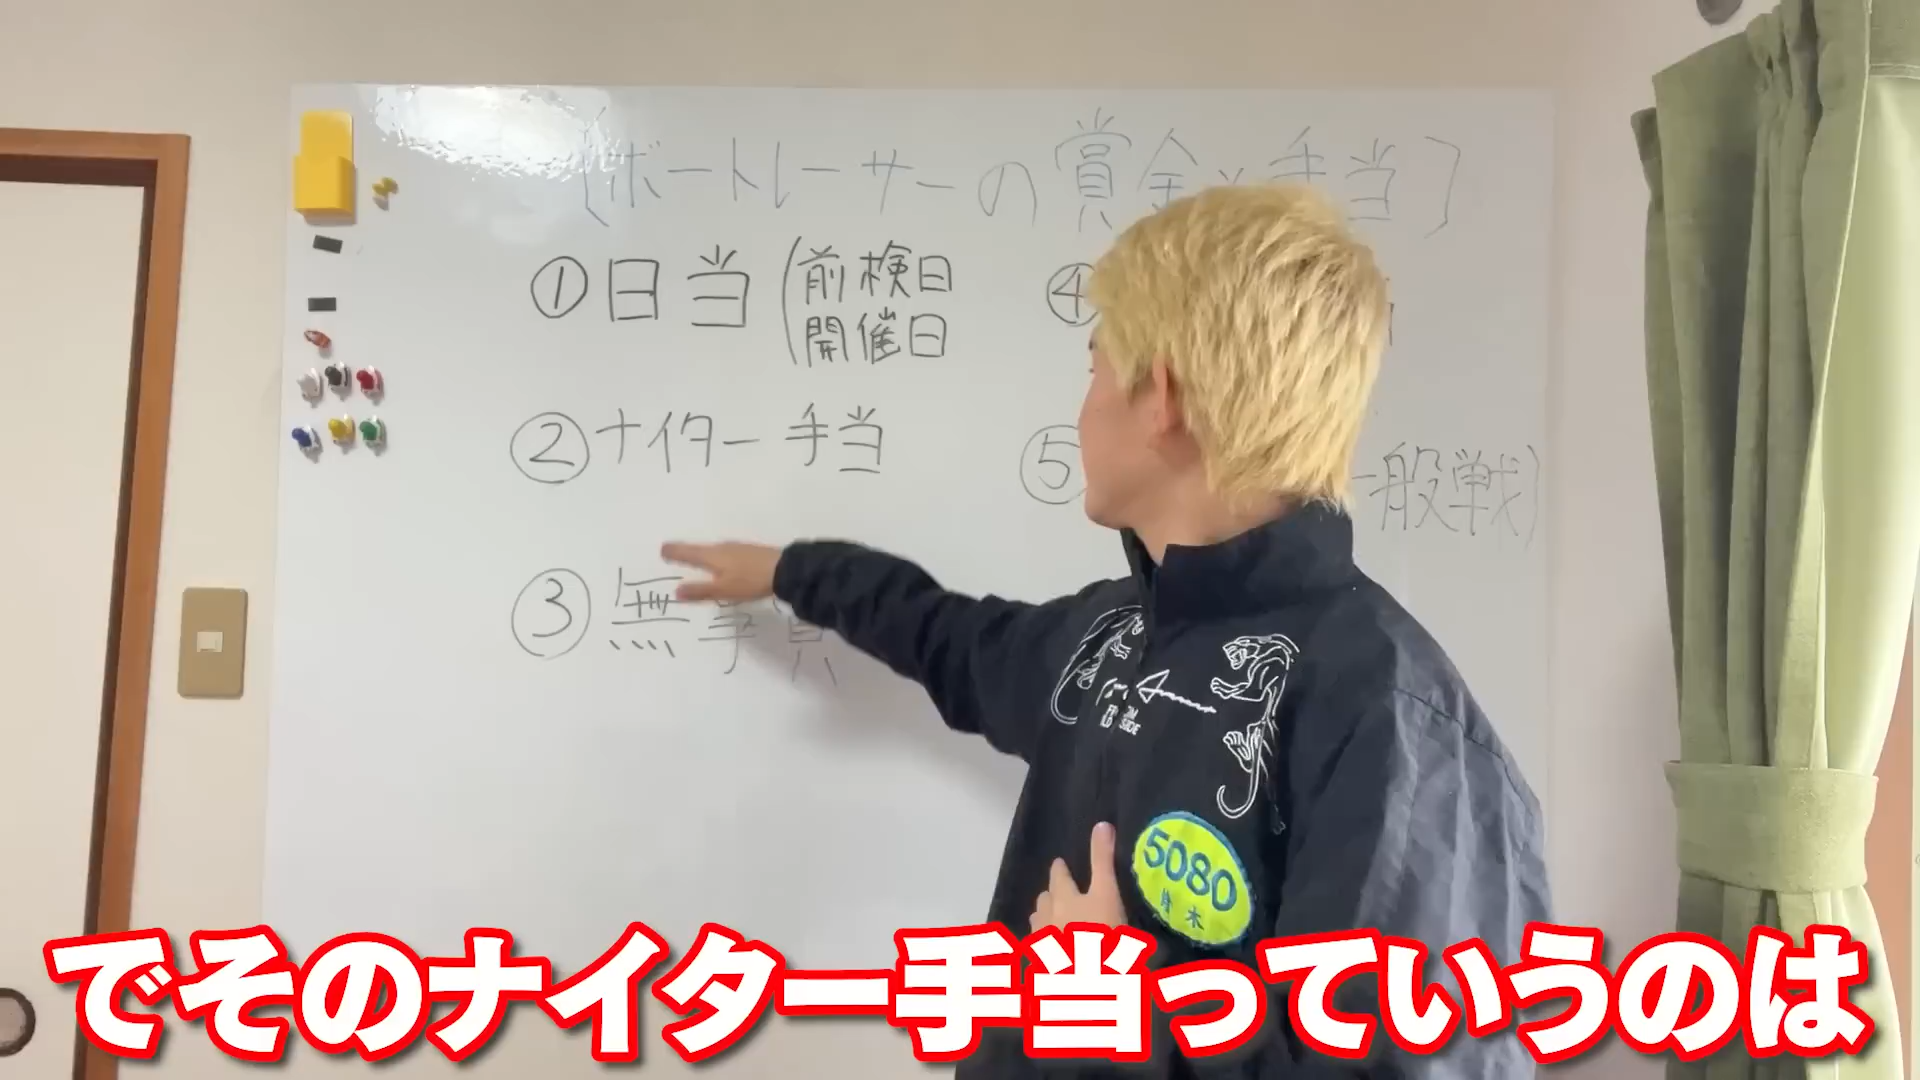 [ボートレーサーの賞金、手当]
①日当(前検日
開催日
②ナイター手当
③無事
④
⑤
一般戦)
5080
でそのナイター手当っていうのは